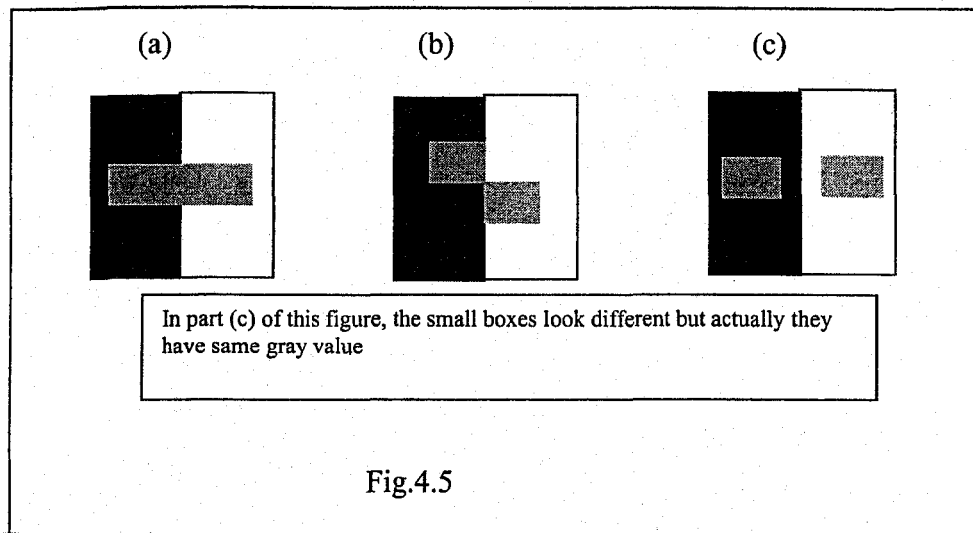 (a) (b) (c)
In part (c) of this figure, the small boxes look different but actually they
have same gray value
Fig.4.5